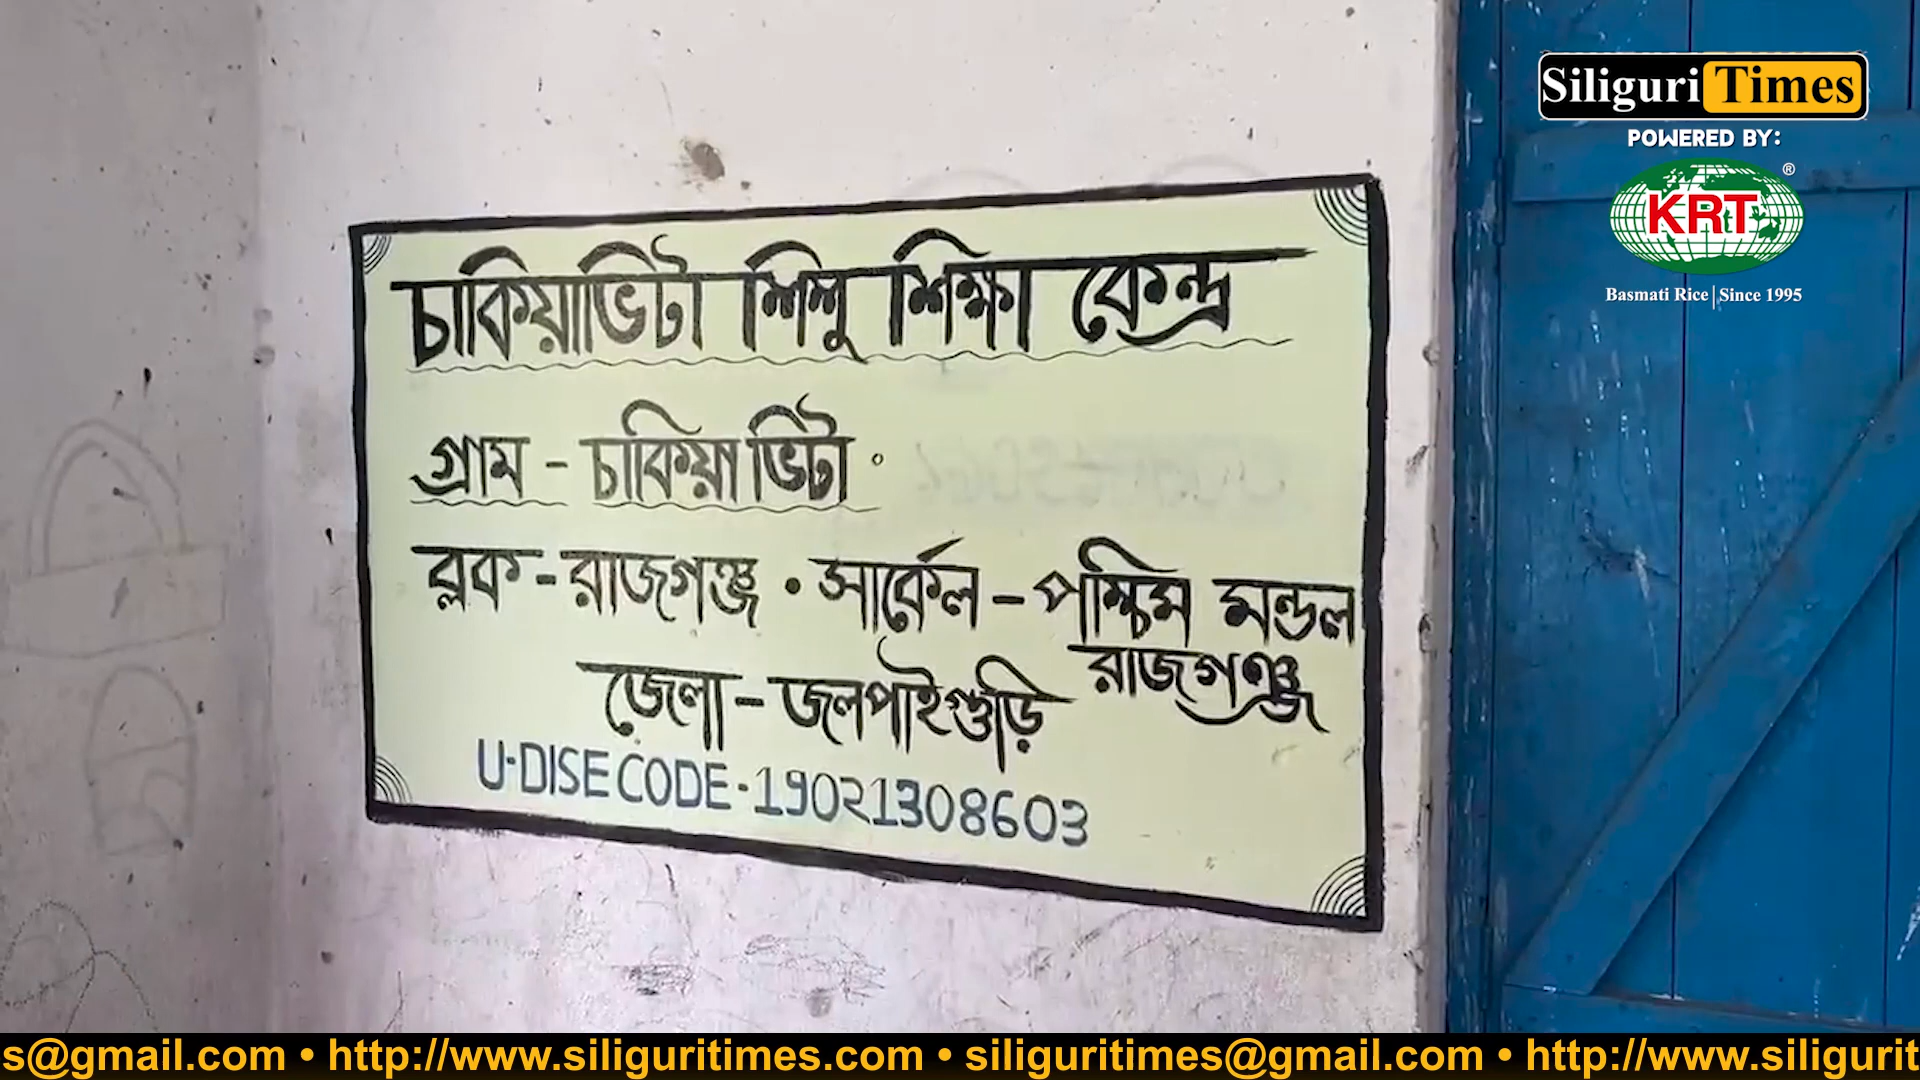 Siliguri Times
POWERED BY:
KRT ®
Basmati Rice | Since 1995
চাকিয়াভিটা শিশু শিক্ষা কেন্দ্র
গ্রাম - চাকিয়াভিটা
ব্লক - রাজগঞ্জ • সার্কেল - পশ্চিম মন্ডল
রাজগঞ্জ
জেলা - জলপাইগুড়ি
U-DISE CODE - 19021308603
s@gmail.com • http://www.siliguritimes.com • siliguritimes@gmail.com • http://www.siligurit